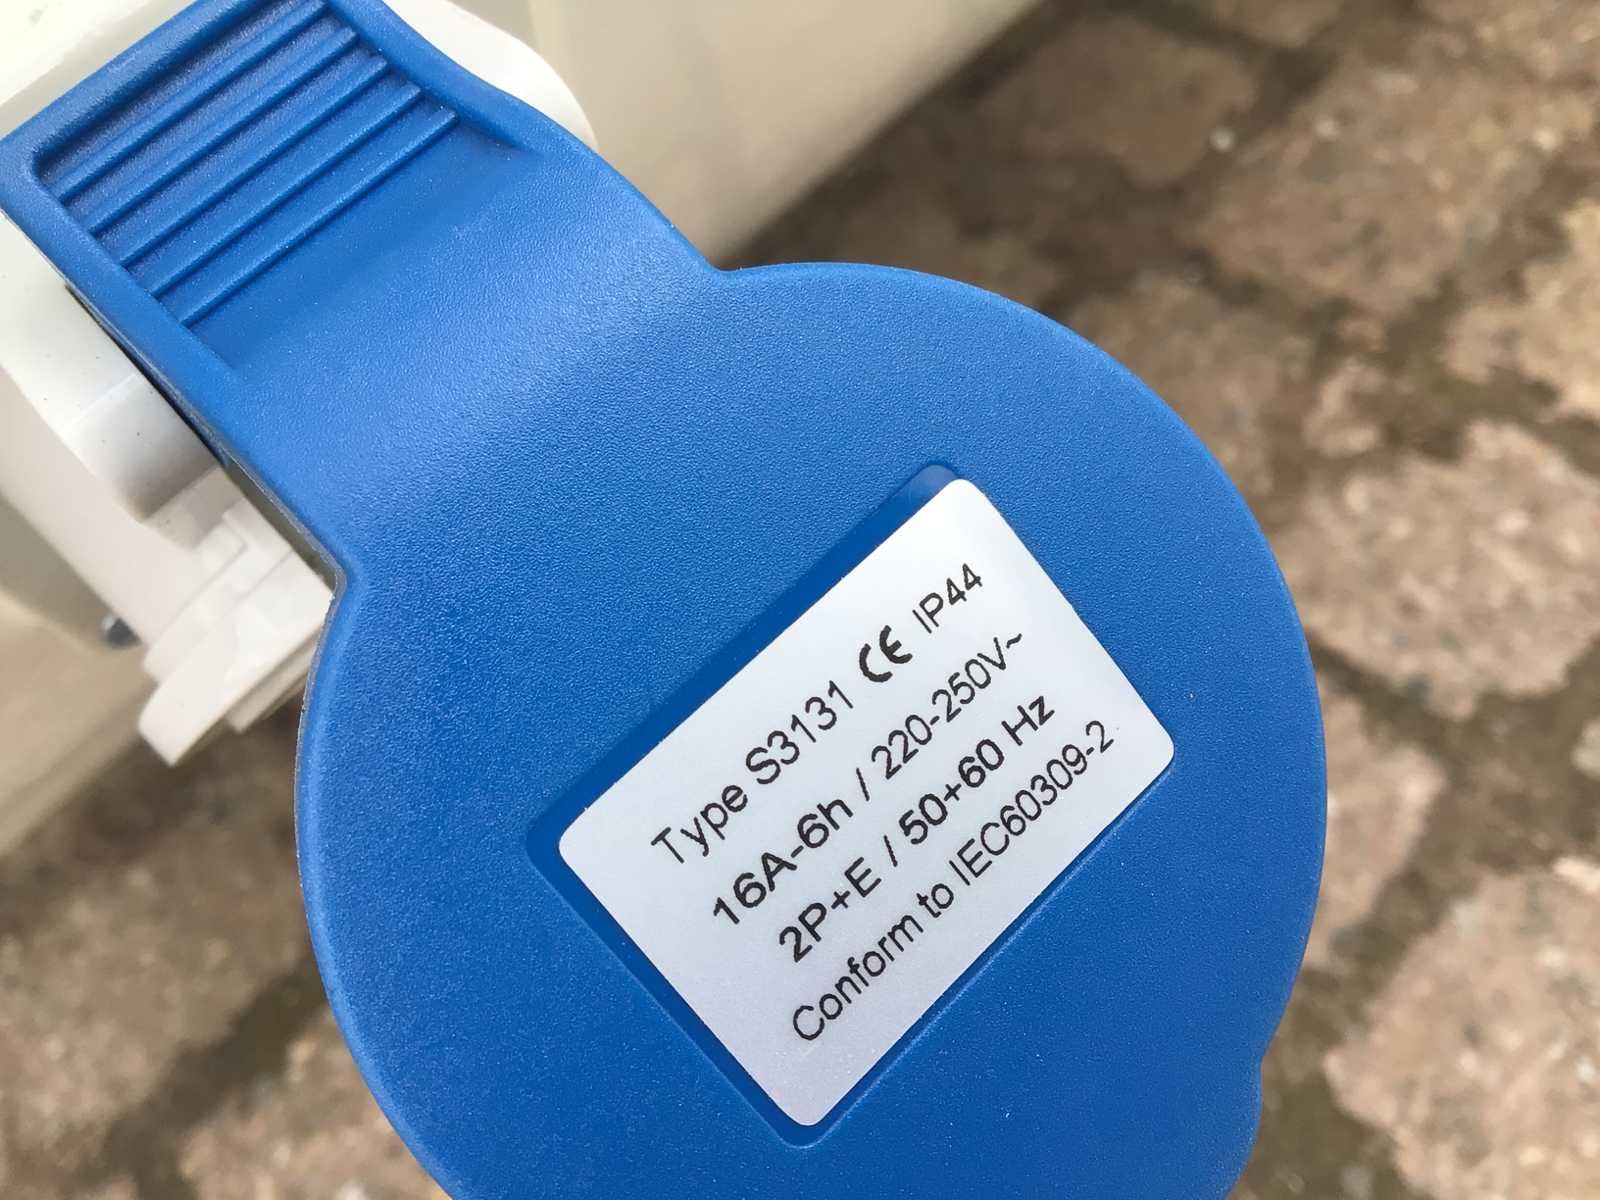 Type S3131 CE IP44
16A-6h / 220-250V~
2P+E / 50+60 Hz
Conform to IEC60309-2